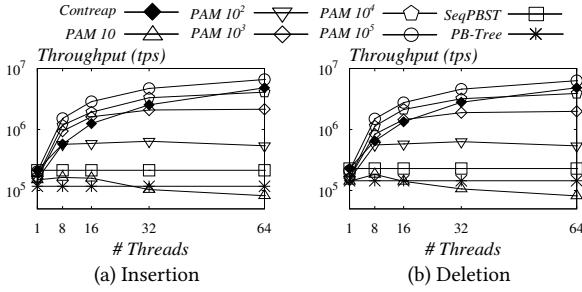 Contreap PAM 10² PAM 10⁴ SeqPBST
PAM 10 PAM 10³ PAM 10⁵ PB-Tree
Throughput (tps) Throughput (tps)
10⁷ 10⁷
10⁶ 10⁶
10⁵ 10⁵
1 8 16 32 64 1 8 16 32 64
# Threads # Threads
(a) Insertion (b) Deletion